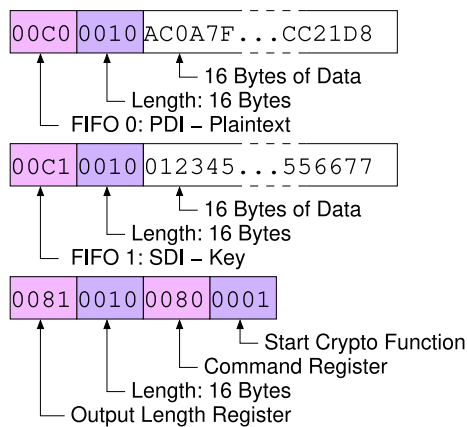 00C0 0010 AC0A7F...CC21D8
16 Bytes of Data
Length: 16 Bytes
FIFO 0: PDI – Plaintext
00C1 0010 012345...556677
16 Bytes of Data
Length: 16 Bytes
FIFO 1: SDI – Key
0081 0010 0080 0001
Start Crypto Function
Command Register
Length: 16 Bytes
Output Length Register